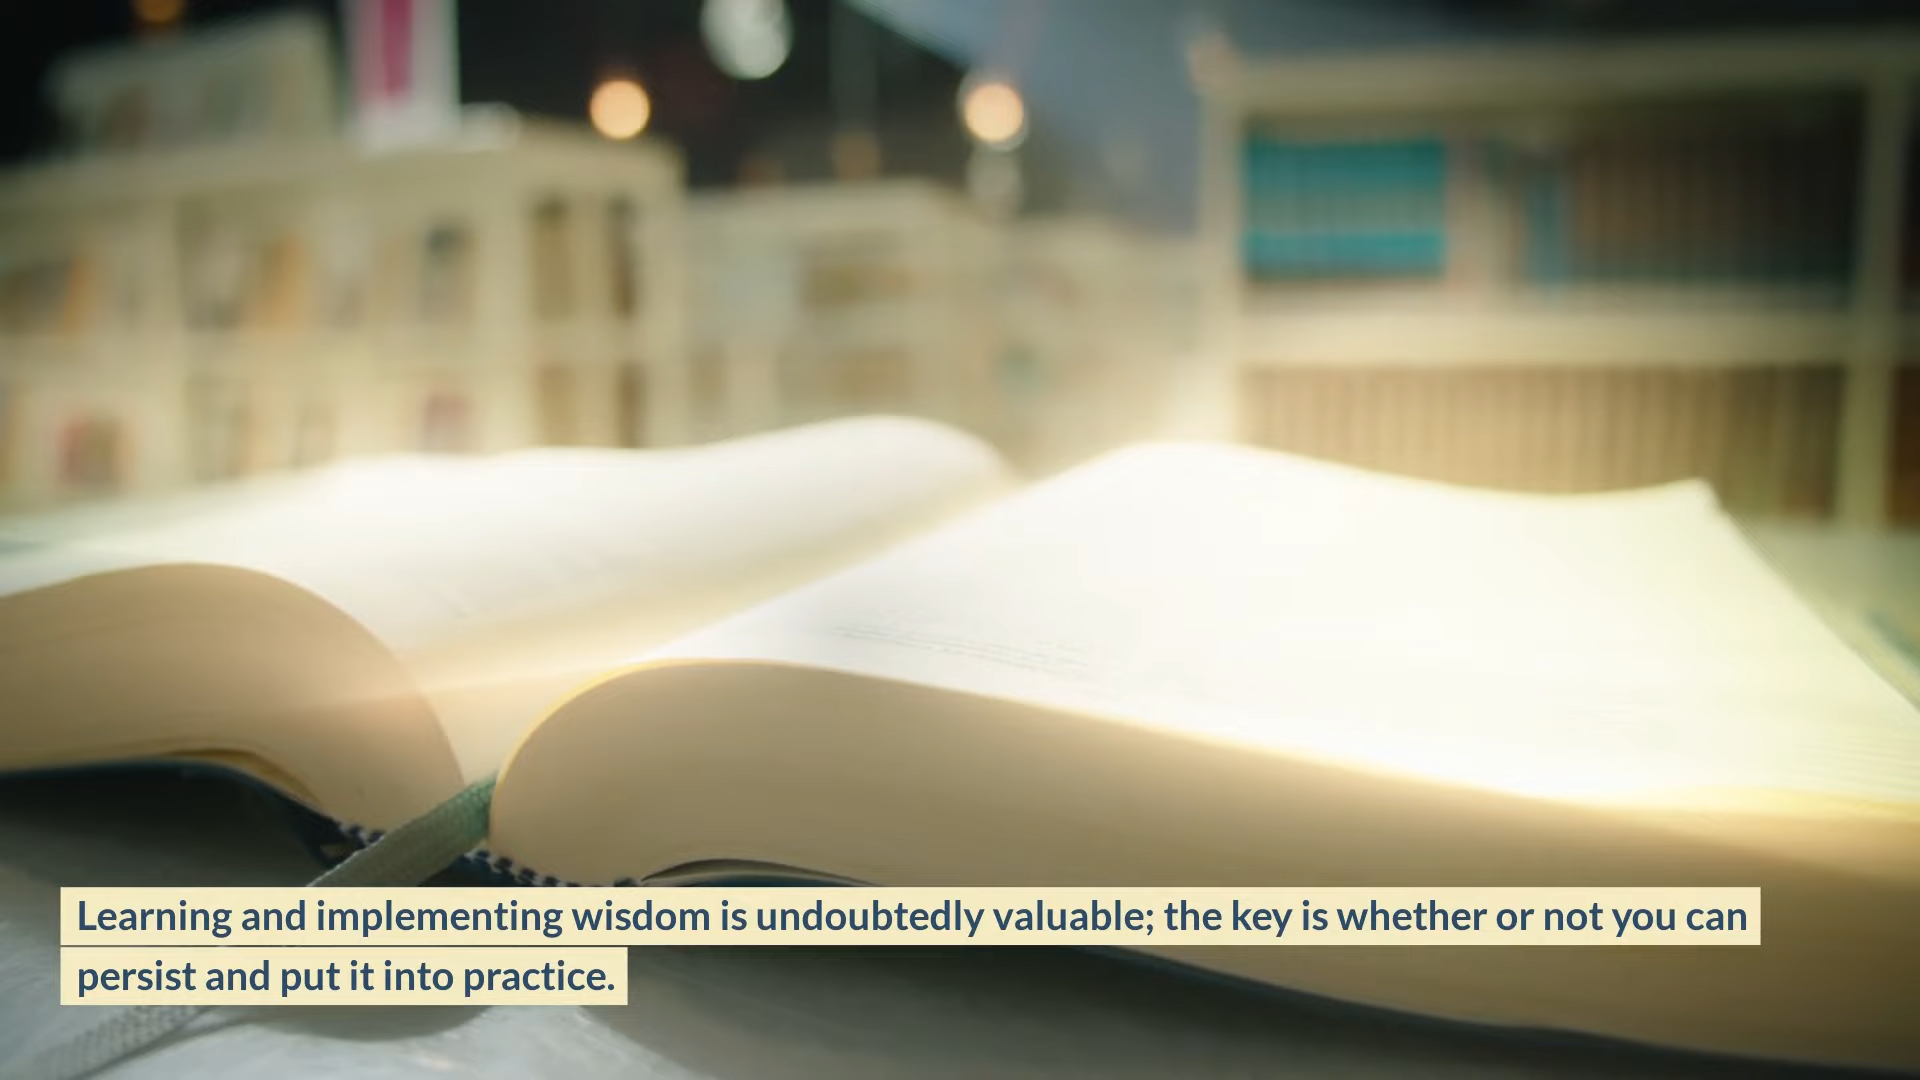 Learning and implementing wisdom is undoubtedly valuable; the key is whether or not you can
persist and put it into practice.